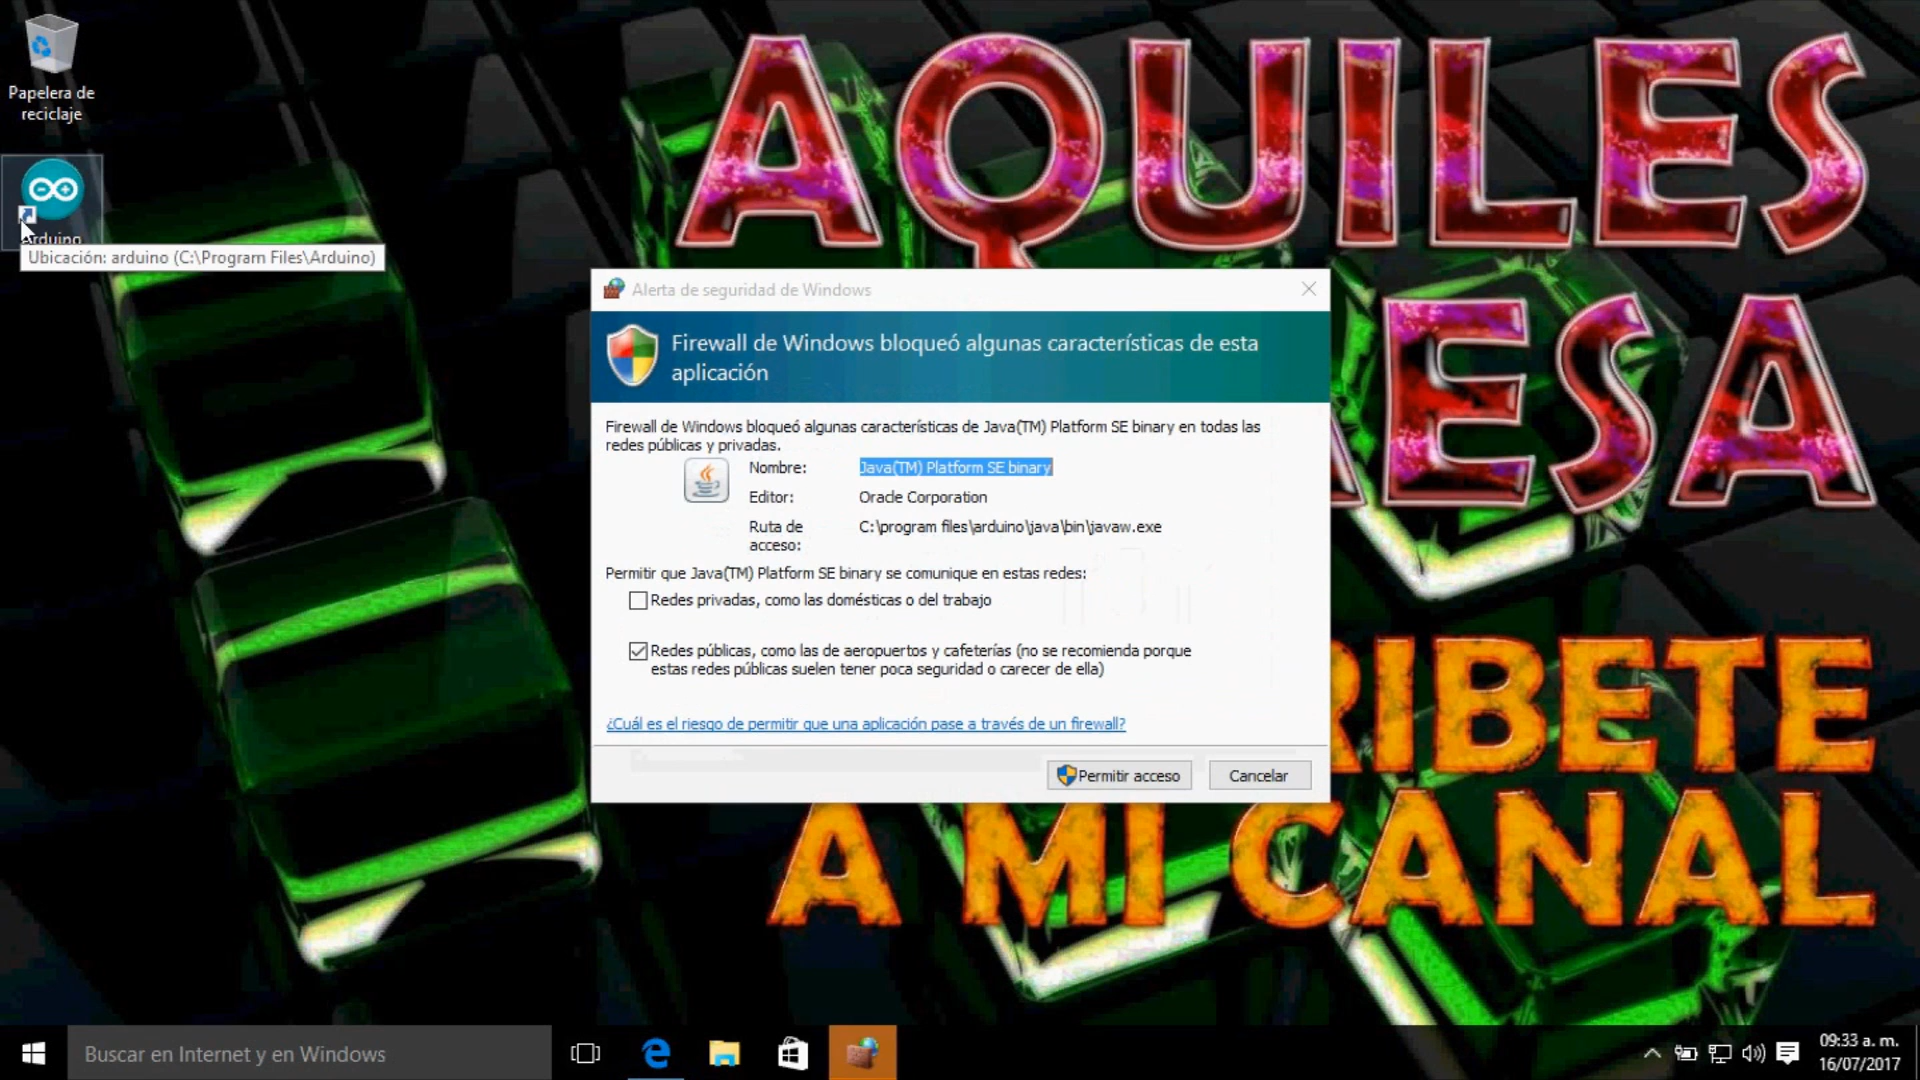 Papelera de
reciclaje
Arduino
Ubicación: arduino (C:\Program Files\Arduino)
AQUILES
AESA
RIBETE
A MI CANAL
Alerta de seguridad de Windows
Firewall de Windows bloqueó algunas características de esta
aplicación
Firewall de Windows bloqueó algunas características de Java(TM) Platform SE binary en todas las
redes públicas y privadas.
Nombre: Java(TM) Platform SE binary
Editor: Oracle Corporation
Ruta de
acceso: C:\program files\arduino\java\bin\javaw.exe
Permitir que Java(TM) Platform SE binary se comunique en estas redes:
Redes privadas, como las domésticas o del trabajo
Redes públicas, como las de aeropuertos y cafeterías (no se recomienda porque
estas redes públicas suelen tener poca seguridad o carecer de ella)
¿Cuál es el riesgo de permitir que una aplicación pase a través de un firewall?
Permitir acceso
Cancelar
Buscar en Internet y en Windows
09:33 a. m.
16/07/2017